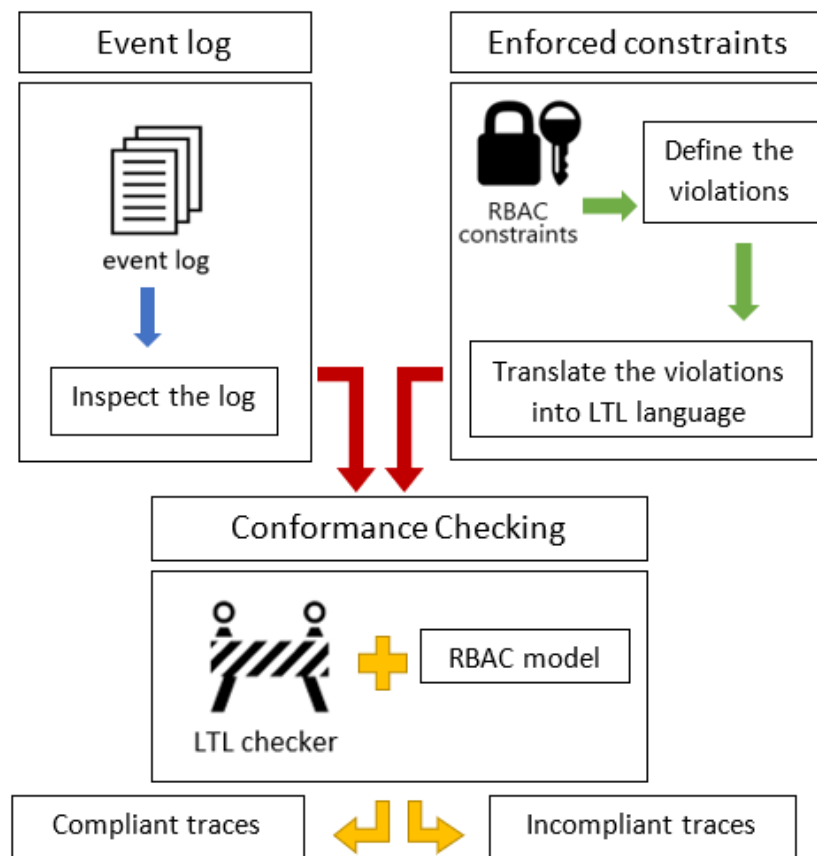 Event log
event log
Inspect the log
Enforced constraints
RBAC
constraints
Define the
violations
Translate the violations
into LTL language
Conformance Checking
LTL checker
RBAC model
Compliant traces
Incompliant traces